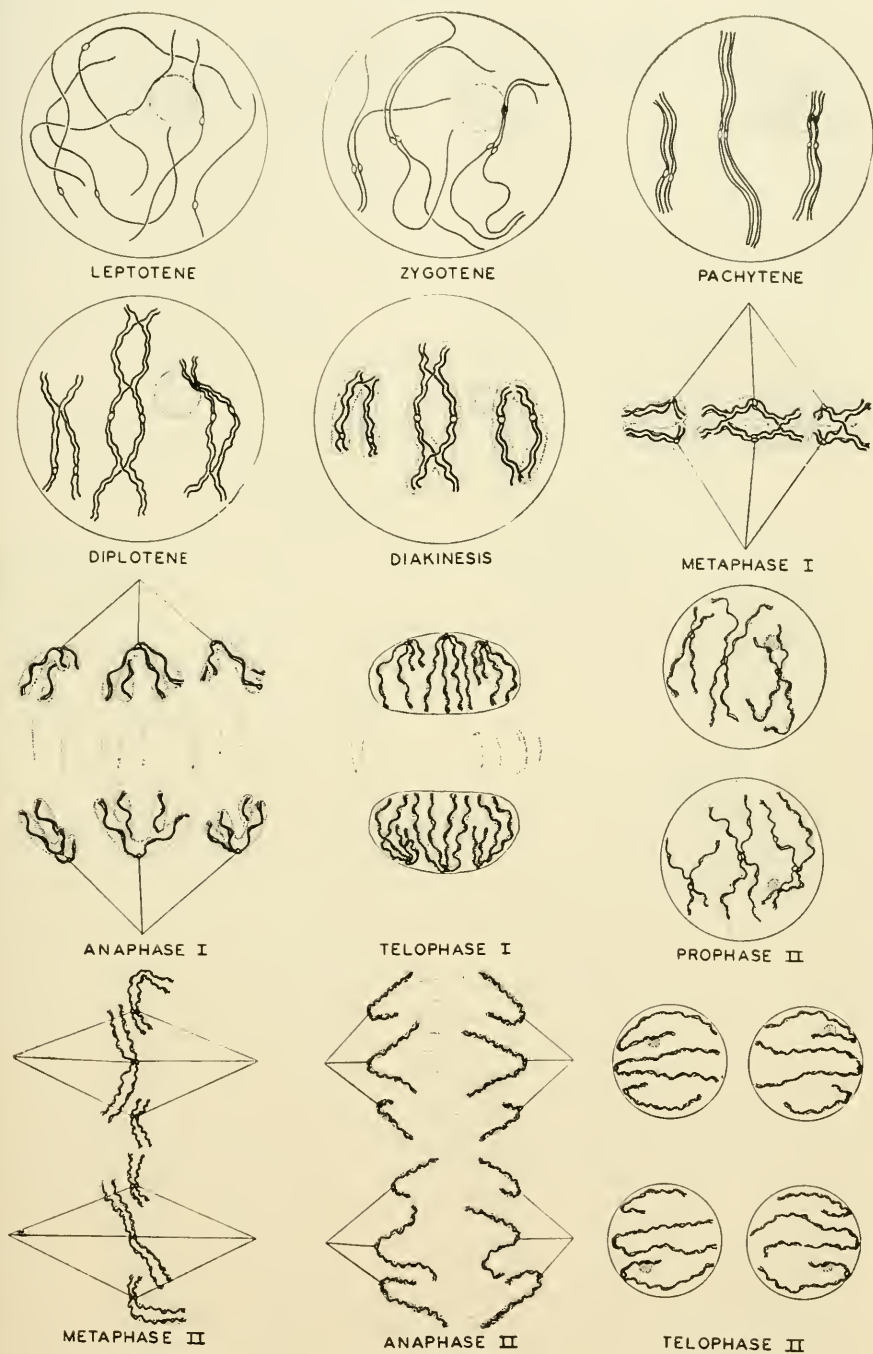 LEPTOTENE
ZYGOTENE
PACHYTENE
DIPLOTENE
DIAKINESIS
METAPHASE I
ANAPHASE I
TELOPHASE I
PROPHASE II
METAPHASE II
ANAPHASE II
TELOPHASE II